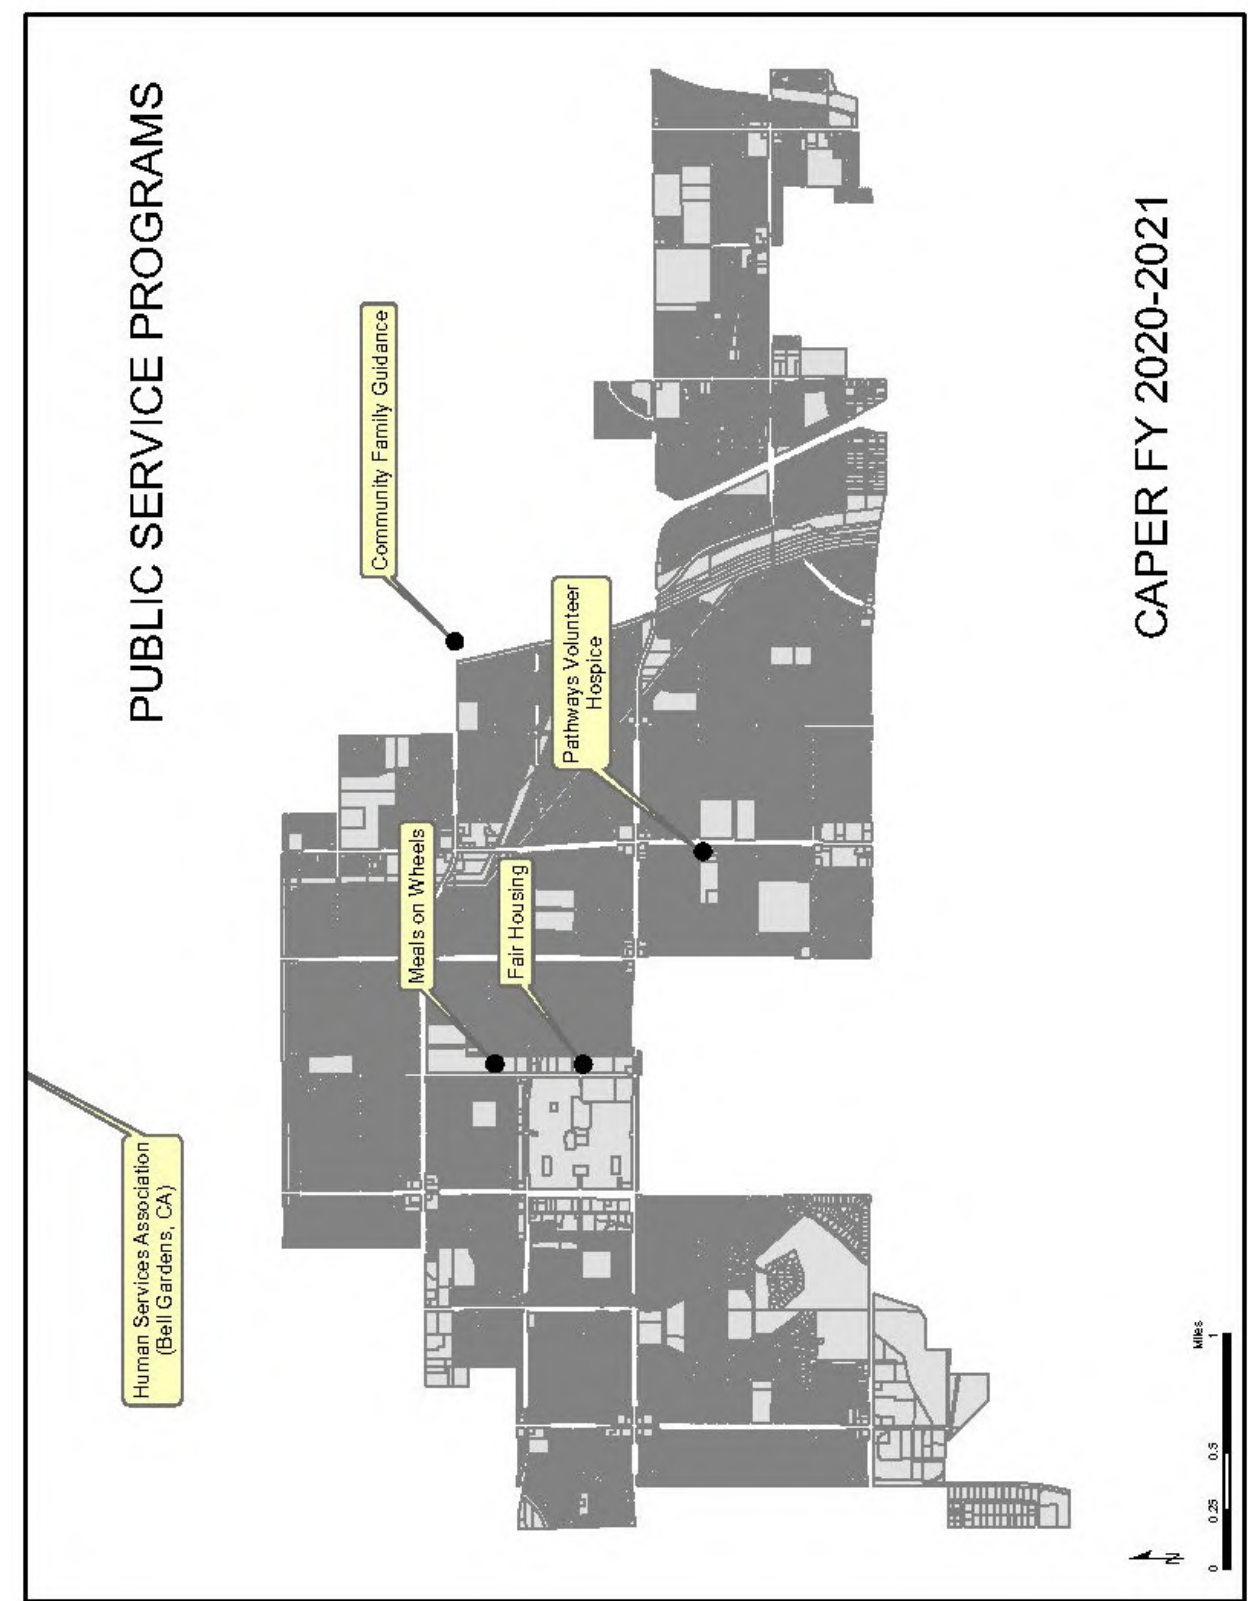 PUBLIC SERVICE PROGRAMS
Human Services Association
(Bell Gardens, CA)
Community Family Guidance
Meals on Wheels
Fair Housing
Pathways Volunteer
Hospice
CAPER FY 2020-2021
N
Miles
0 0.25 0.5 1